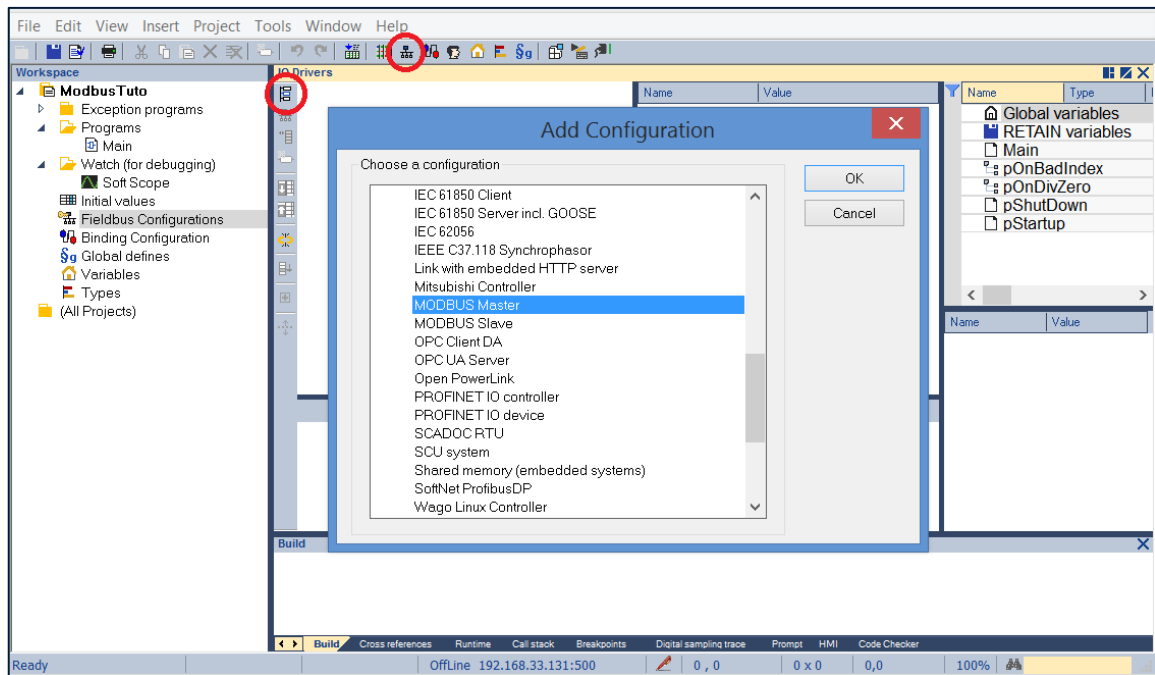 File Edit View Insert Project Tools Window Help
Workspace
ModbusTuto
Exception programs
Programs
Main
Watch (for debugging)
Soft Scope
Initial values
Fieldbus Configurations
Binding Configuration
Global defines
Variables
Types
(All Projects)
IO Drivers
Name Value
Add Configuration
Choose a configuration
IEC 61850 Client
IEC 61850 Server incl. GOOSE
IEC 62056
IEEE C37.118 Synchrophasor
Link with embedded HTTP server
Mitsubishi Controller
MODBUS Master
MODBUS Slave
OPC Client DA
OPC UA Server
Open PowerLink
PROFINET IO controller
PROFINET IO device
SCADOC RTU
SCU system
Shared memory (embedded systems)
SoftNet ProfibusDP
Wago Linux Controller
OK
Cancel
Name Type
Global variables
RETAIN variables
Main
pOnBadIndex
pOnDivZero
pShutDown
pStartup
Name Value
Build
Build Cross references Runtime Call stack Breakpoints Digital sampling trace Prompt HMI Code Checker
Ready OffLine 192.168.33.131:500 0 , 0 0 x 0 0,0 100%